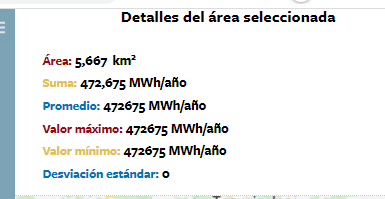 Detalles del área seleccionada
Área: 5,667 km²
Suma: 472,675 MWh/año
Promedio: 472675 MWh/año
Valor máximo: 472675 MWh/año
Valor mínimo: 472675 MWh/año
Desviación estándar: 0